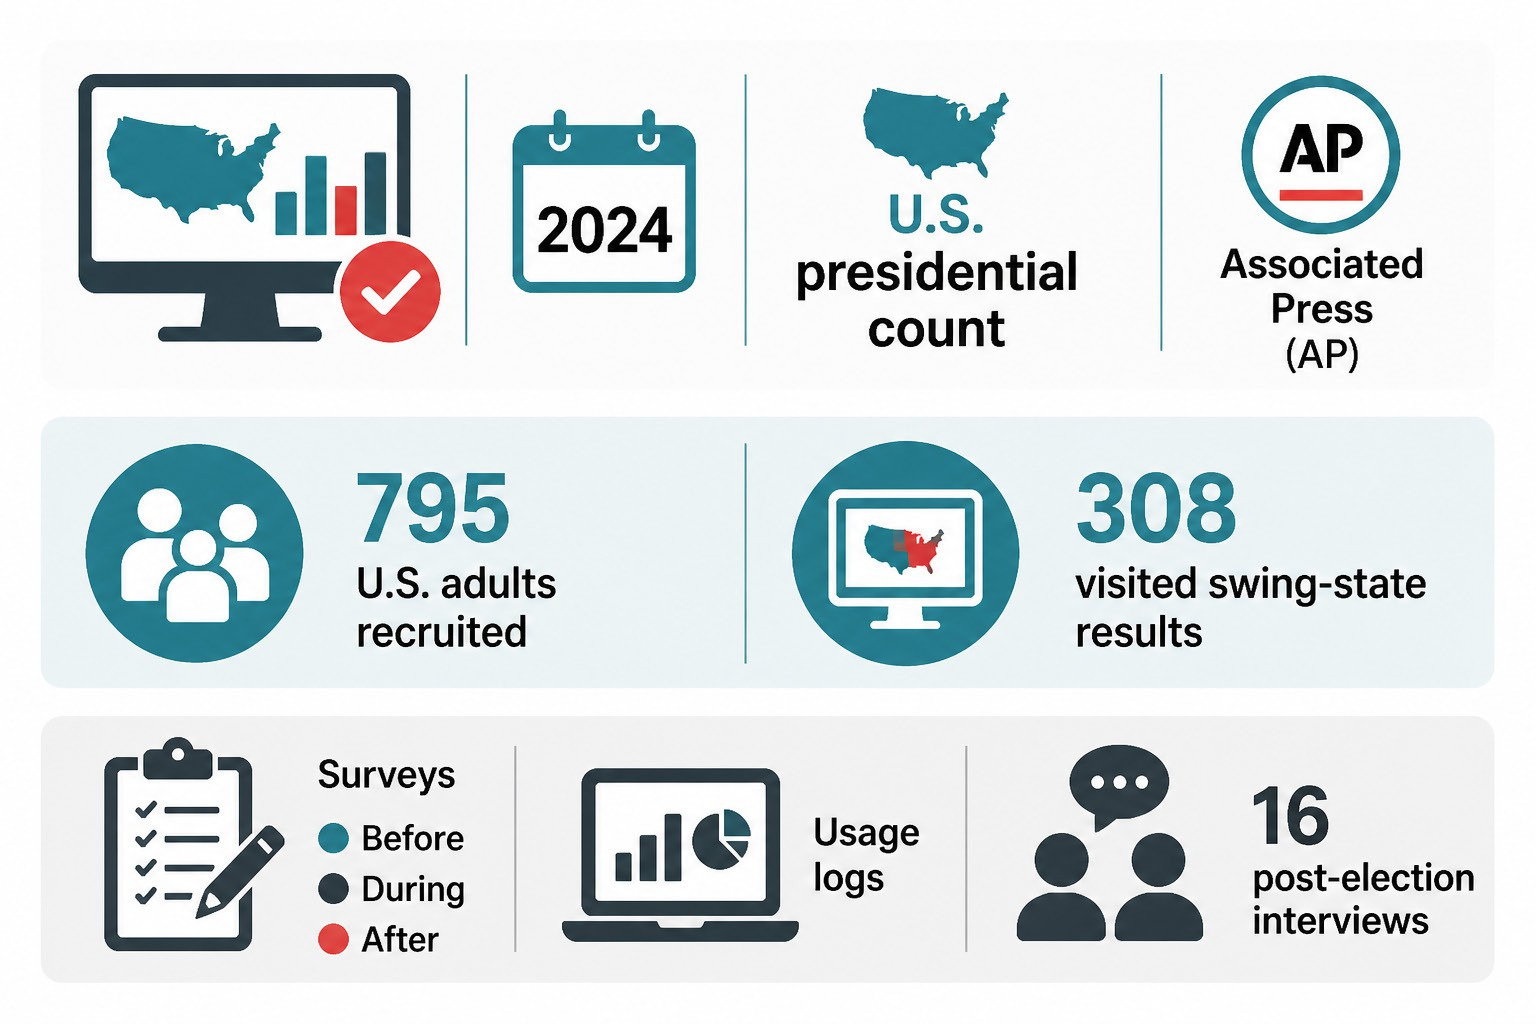 2024
U.S.
presidential
count
AP
Associated
Press
(AP)
795
U.S. adults
recruited
308
visited swing-state
results
Surveys
Before
During
After
Usage
logs
16
post-election
interviews